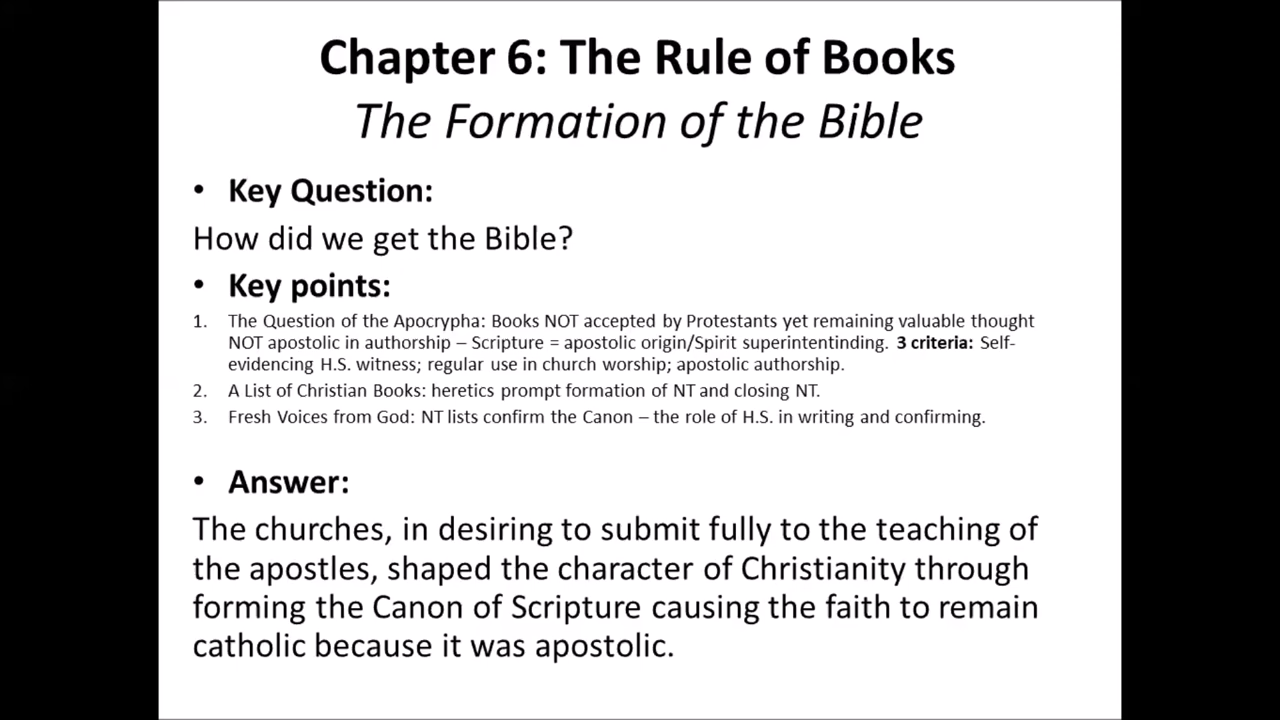 Chapter 6: The Rule of Books
The Formation of the Bible
• Key Question:
How did we get the Bible?
• Key points:
1. The Question of the Apocrypha: Books NOT accepted by Protestants yet remaining valuable thought
NOT apostolic in authorship – Scripture = apostolic origin/Spirit superintentinding. 3 criteria: Self-
evidencing H.S. witness; regular use in church worship; apostolic authorship.
2. A List of Christian Books: heretics prompt formation of NT and closing NT.
3. Fresh Voices from God: NT lists confirm the Canon – the role of H.S. in writing and confirming.
• Answer:
The churches, in desiring to submit fully to the teaching of
the apostles, shaped the character of Christianity through
forming the Canon of Scripture causing the faith to remain
catholic because it was apostolic.